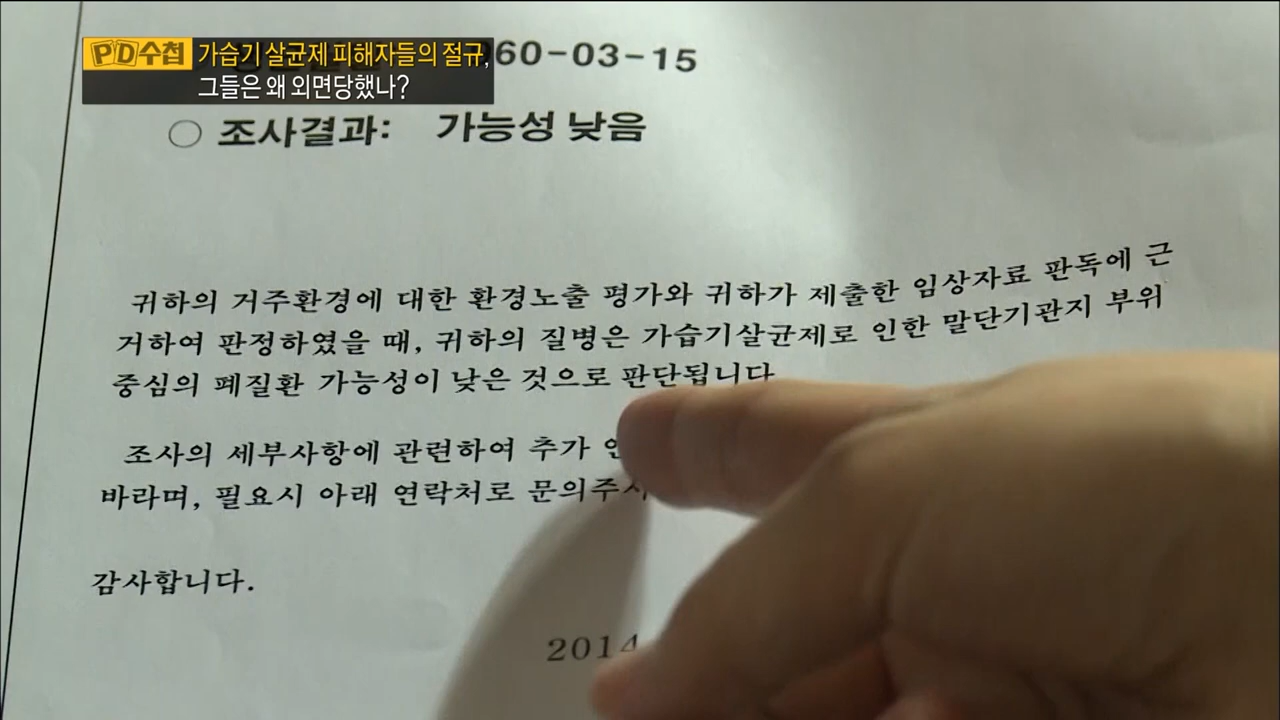 PD수첩 가습기 살균제 피해자들의 절규,
그들은 왜 외면당했나?
60-03-15
○ 조사결과: 가능성 낮음
귀하의 거주환경에 대한 환경노출 평가와 귀하가 제출한 임상자료 판독에 근
거하여 판정하였을 때, 귀하의 질병은 가습기살균제로 인한 말단기관지 부위
중심의 폐질환 가능성이 낮은 것으로 판단됩니다
조사의 세부사항에 관련하여 추가
바라며, 필요시 아래 연락처로 문의주시
감사합니다.
2014